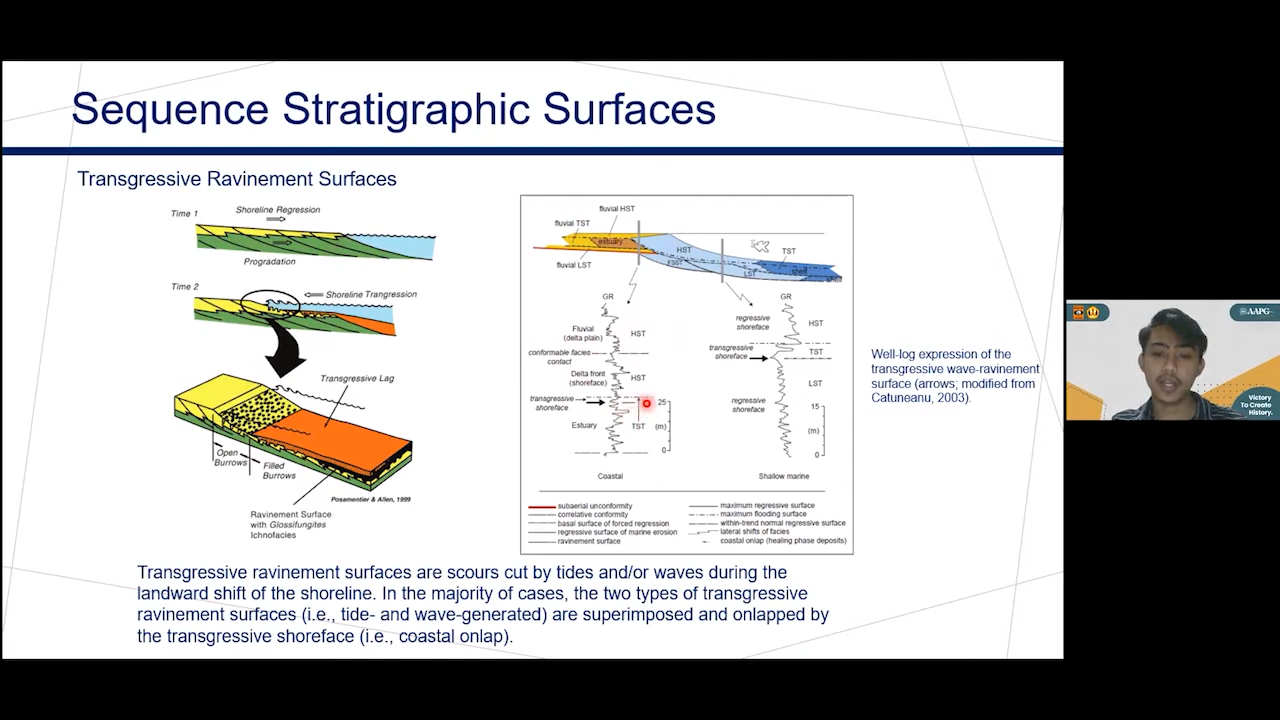 Sequence Stratigraphic Surfaces
Transgressive Ravinement Surfaces
Time 1
Shoreline Regression
Progradation
Time 2
Shoreline Trangression
Transgressive Lag
Open
Burrows
Filled
Burrows
Posamentier & Allen, 1999
Ravinement Surface
with Glossifungites
Ichnofacies
fluvial HST
fluvial TST
estuary
fluvial LST
HST
FSST
TST
LST
shelf
shelf
GR
Fluvial
(delta plain)
HST
conformable facies
contact
Delta front
(shoreface)
HST
transgressive
shoreface
25
Estuary
TST
(m)
0
Coastal
GR
regressive
shoreface
HST
transgressive
shoreface
TST
LST
regressive
shoreface
15
(m)
0
Shallow marine
subaerial unconformity
correlative conformity
basal surface of forced regression
regressive surface of marine erosion
ravinement surface
maximum regressive surface
maximum flooding surface
within-trend normal regressive surface
lateral shifts of facies
coastal onlap (healing phase deposits)
Well-log expression of the
transgressive wave-ravinement
surface (arrows; modified from
Catuneanu, 2003).
Transgressive ravinement surfaces are scours cut by tides and/or waves during the
landward shift of the shoreline. In the majority of cases, the two types of transgressive
ravinement surfaces (i.e., tide- and wave-generated) are superimposed and onlapped by
the transgressive shoreface (i.e., coastal onlap).
AAPG
Victory
To Create
History.